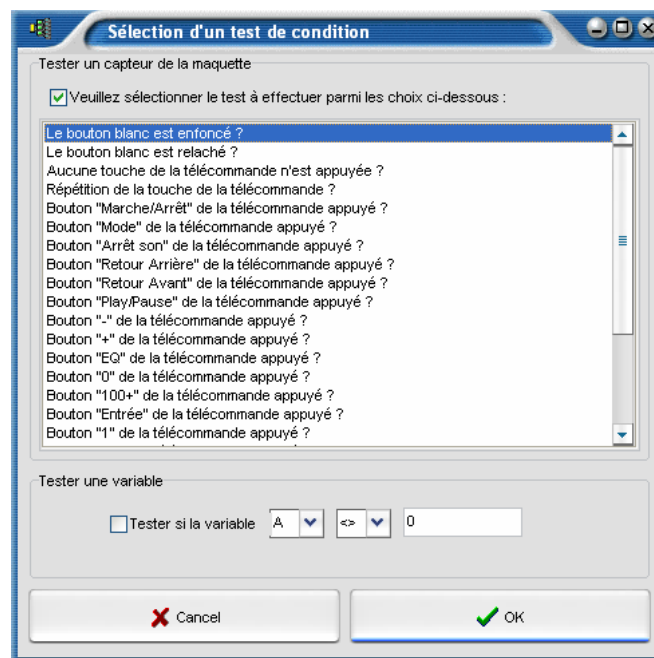 Sélection d'un test de condition
Tester un capteur de la maquette
Veuillez sélectionner le test à effectuer parmi les choix ci-dessous :
Le bouton blanc est enfoncé ?
Le bouton blanc est relaché ?
Aucune touche de la télécommande n'est appuyée ?
Répétition de la touche de la télécommande ?
Bouton "Marche/Arrêt" de la télécommande appuyé ?
Bouton "Mode" de la télécommande appuyé ?
Bouton "Arrêt son" de la télécommande appuyé ?
Bouton "Retour Arrière" de la télécommande appuyé ?
Bouton "Retour Avant" de la télécommande appuyé ?
Bouton "Play/Pause" de la télécommande appuyé ?
Bouton "-" de la télécommande appuyé ?
Bouton "+" de la télécommande appuyé ?
Bouton "EQ" de la télécommande appuyé ?
Bouton "0" de la télécommande appuyé ?
Bouton "100+" de la télécommande appuyé ?
Bouton "Entrée" de la télécommande appuyé ?
Bouton "1" de la télécommande appuyé ?
Tester une variable
Tester si la variable A <> 0
Cancel OK